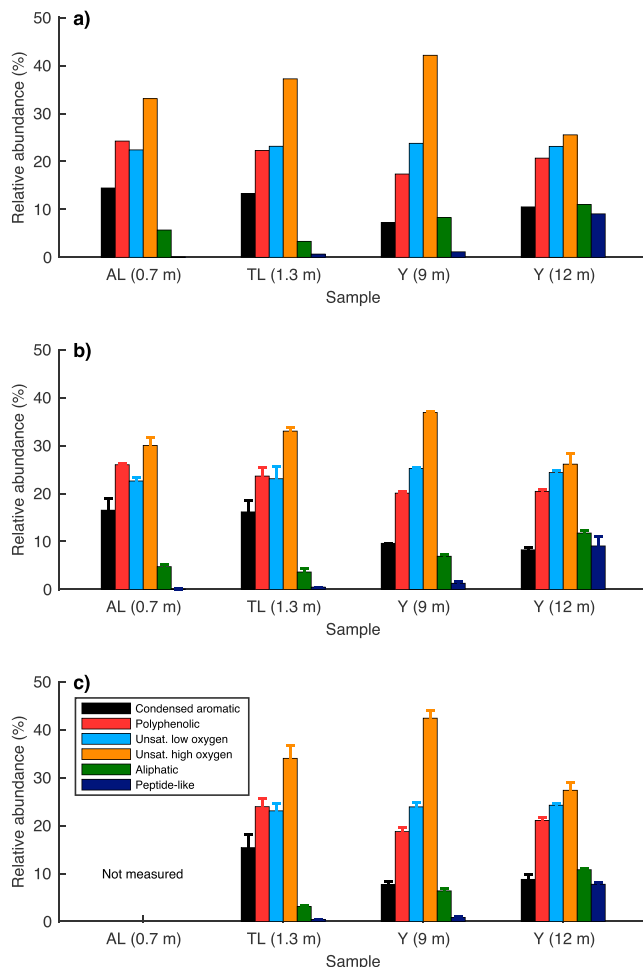 a)
Relative abundance (%)
50
40
30
20
10
0
AL (0.7 m) TL (1.3 m) Y (9 m) Y (12 m)
Sample
b)
Relative abundance (%)
50
40
30
20
10
0
AL (0.7 m) TL (1.3 m) Y (9 m) Y (12 m)
Sample
c)
Relative abundance (%)
50
40
30
20
10
0
Condensed aromatic
Polyphenolic
Unsat. low oxygen
Unsat. high oxygen
Aliphatic
Peptide-like
Not measured
AL (0.7 m) TL (1.3 m) Y (9 m) Y (12 m)
Sample